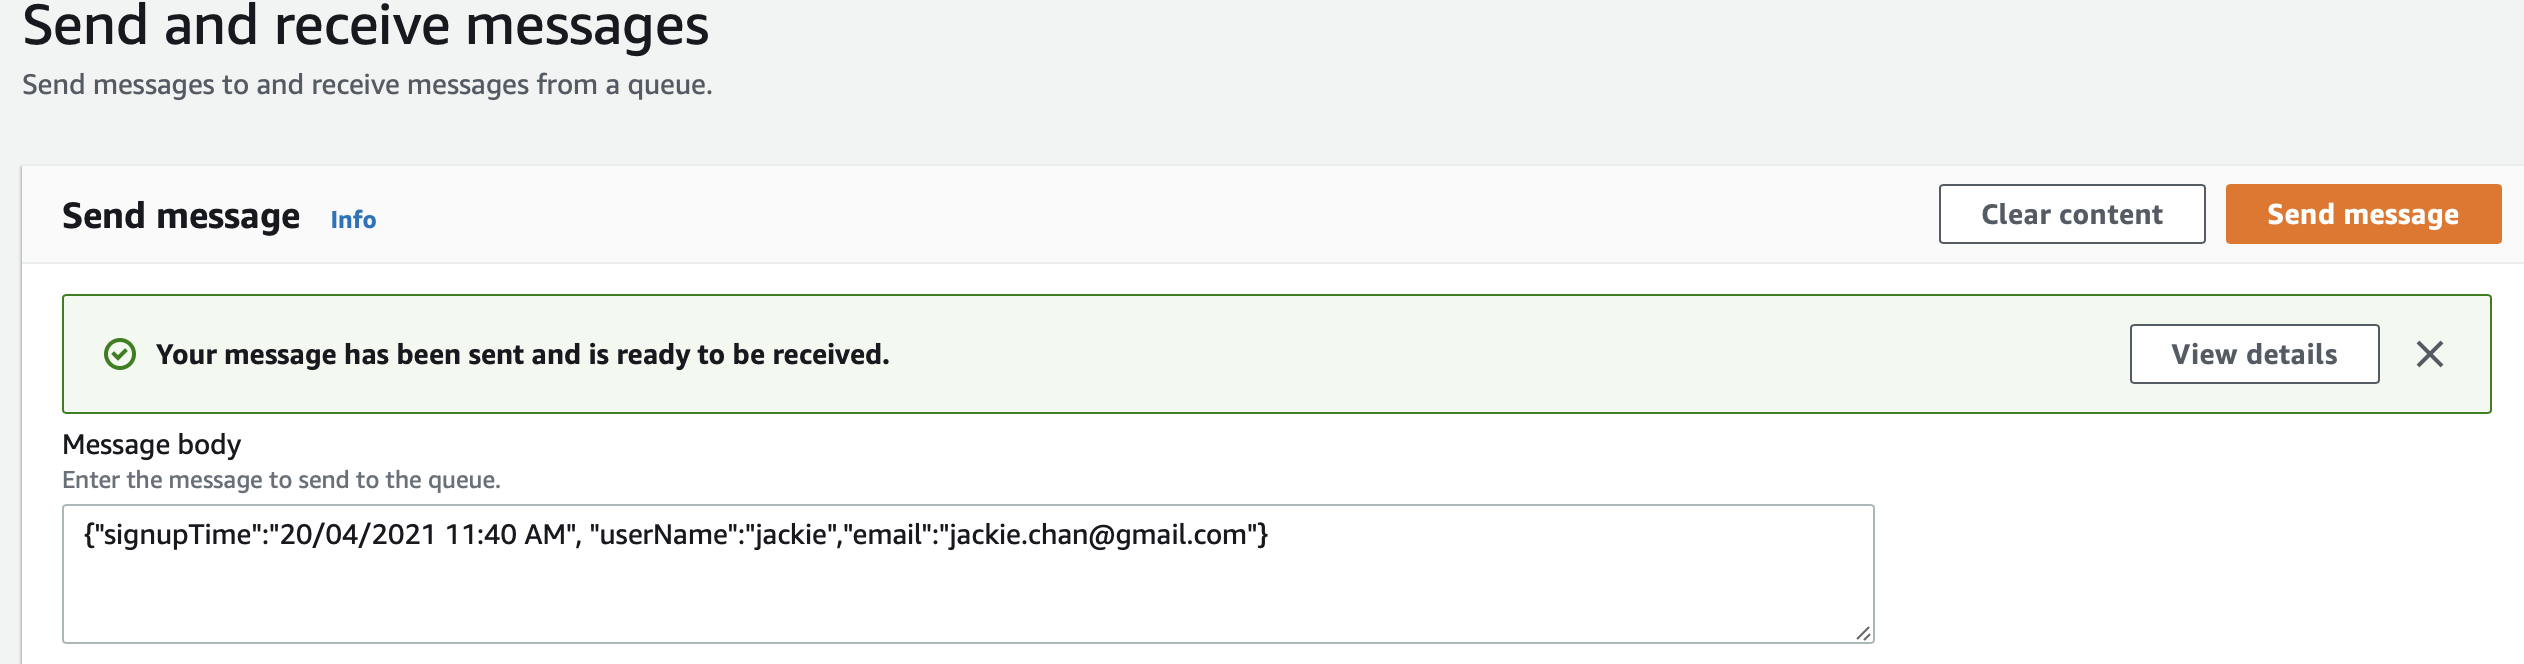 Send and receive messages
Send messages to and receive messages from a queue.
Send message Info Clear content Send message
Your message has been sent and is ready to be received. View details
Message body
Enter the message to send to the queue.
{"signupTime":"20/04/2021 11:40 AM", "userName":"jackie","email":"jackie.chan@gmail.com"}